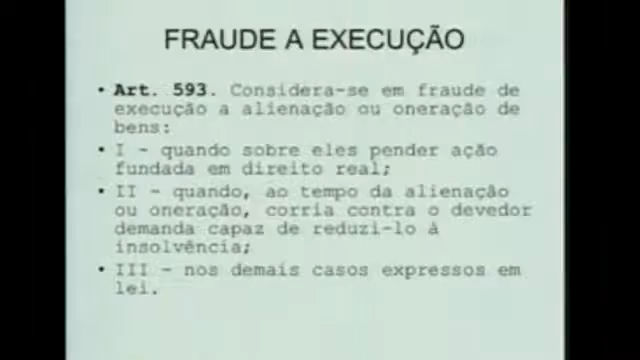 FRAUDE A EXECUÇÃO
• Art. 593. Considera-se em fraude de
execução a alienação ou oneração de
bens:
• I - quando sobre eles pender ação
fundada em direito real;
• II - quando, ao tempo da alienação
ou oneração, corria contra o devedor
demanda capaz de reduzi-lo à
insolvência;
• III - nos demais casos expressos em
lei.